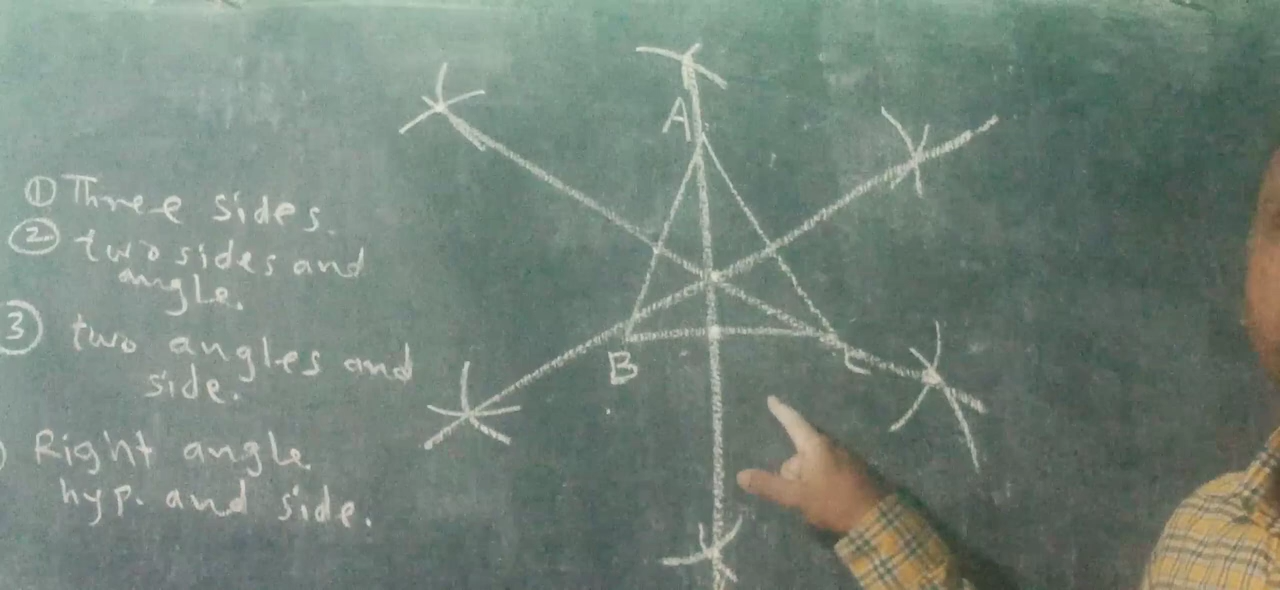 ① Three sides.
② two sides and
angle.
③ two angles and
side.
) Right angle
hyp. and side.
A
B
C